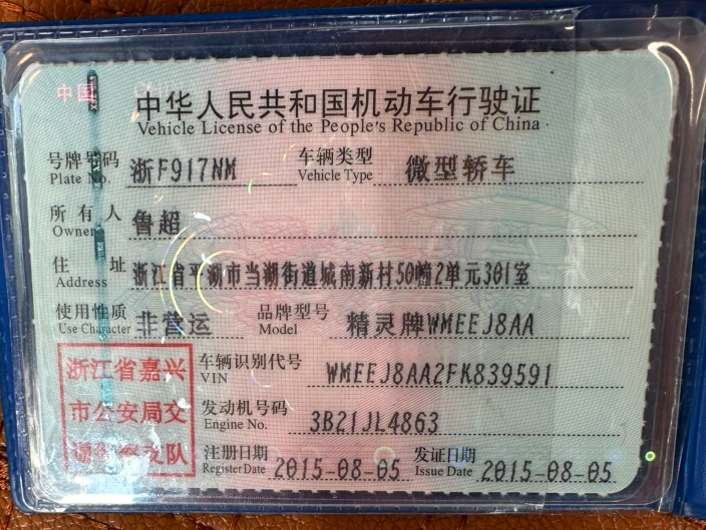 中国
中华人民共和国机动车行驶证
Vehicle License of the People's Republic of China
号牌号码 浙F917NM 车辆类型 微型轿车
Plate No. Vehicle Type
所有人 鲁超
Owner
住址 浙江省平湖市当湖街道城南新村50幢2单元301室
Address
使用性质 非营运 品牌型号 精灵牌WMEEJ8AA
Use Character Model
浙江省嘉兴
市公安局交
通警察支队
车辆识别代号 WMEEJ8AA2FK839591
VIN
发动机号码 3B21JL4863
Engine No.
注册日期 2015-08-05 发证日期 2015-08-05
Register Date Issue Date